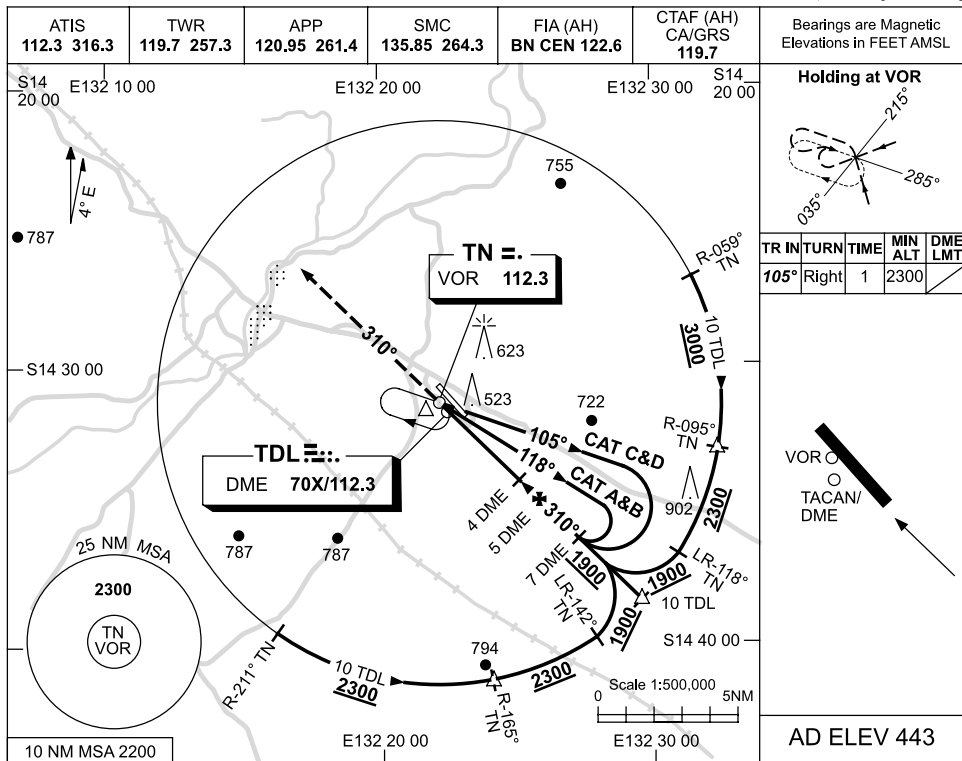 ATIS
112.3 316.3
TWR
119.7 257.3
APP
120.95 261.4
SMC
135.85 264.3
FIA (AH)
BN CEN 122.6
CTAF (AH)
CA/GRS
119.7
Bearings are Magnetic
Elevations in FEET AMSL
S14
20 00
E132 10 00
E132 20 00
E132 30 00
S14
20 00
4° E
787
755
TN
VOR 112.3
R-059°
TN
10 TDL
3000
310°
623
523
S14 30 00
722
R-095°
TN
105°
CAT C&D
118°
CAT A&B
TDL
DME 70X/112.3
902
2300
4 DME
5 DME
310°
7 DME
1900
LR-118°
TN
1900
10 TDL
1900
LR-142°
TN
787
787
25 NM MSA
2300
TN
VOR
S14 40 00
R-211° TN
10 TDL
2300
794
2300
R-165°
TN
0 Scale 1:500,000 5NM
10 NM MSA 2200
E132 20 00
E132 30 00
Holding at VOR
215°
285°
035°
TR IN TURN TIME MIN ALT DME LMT
105° Right 1 2300
VOR
TACAN/
DME
AD ELEV 443